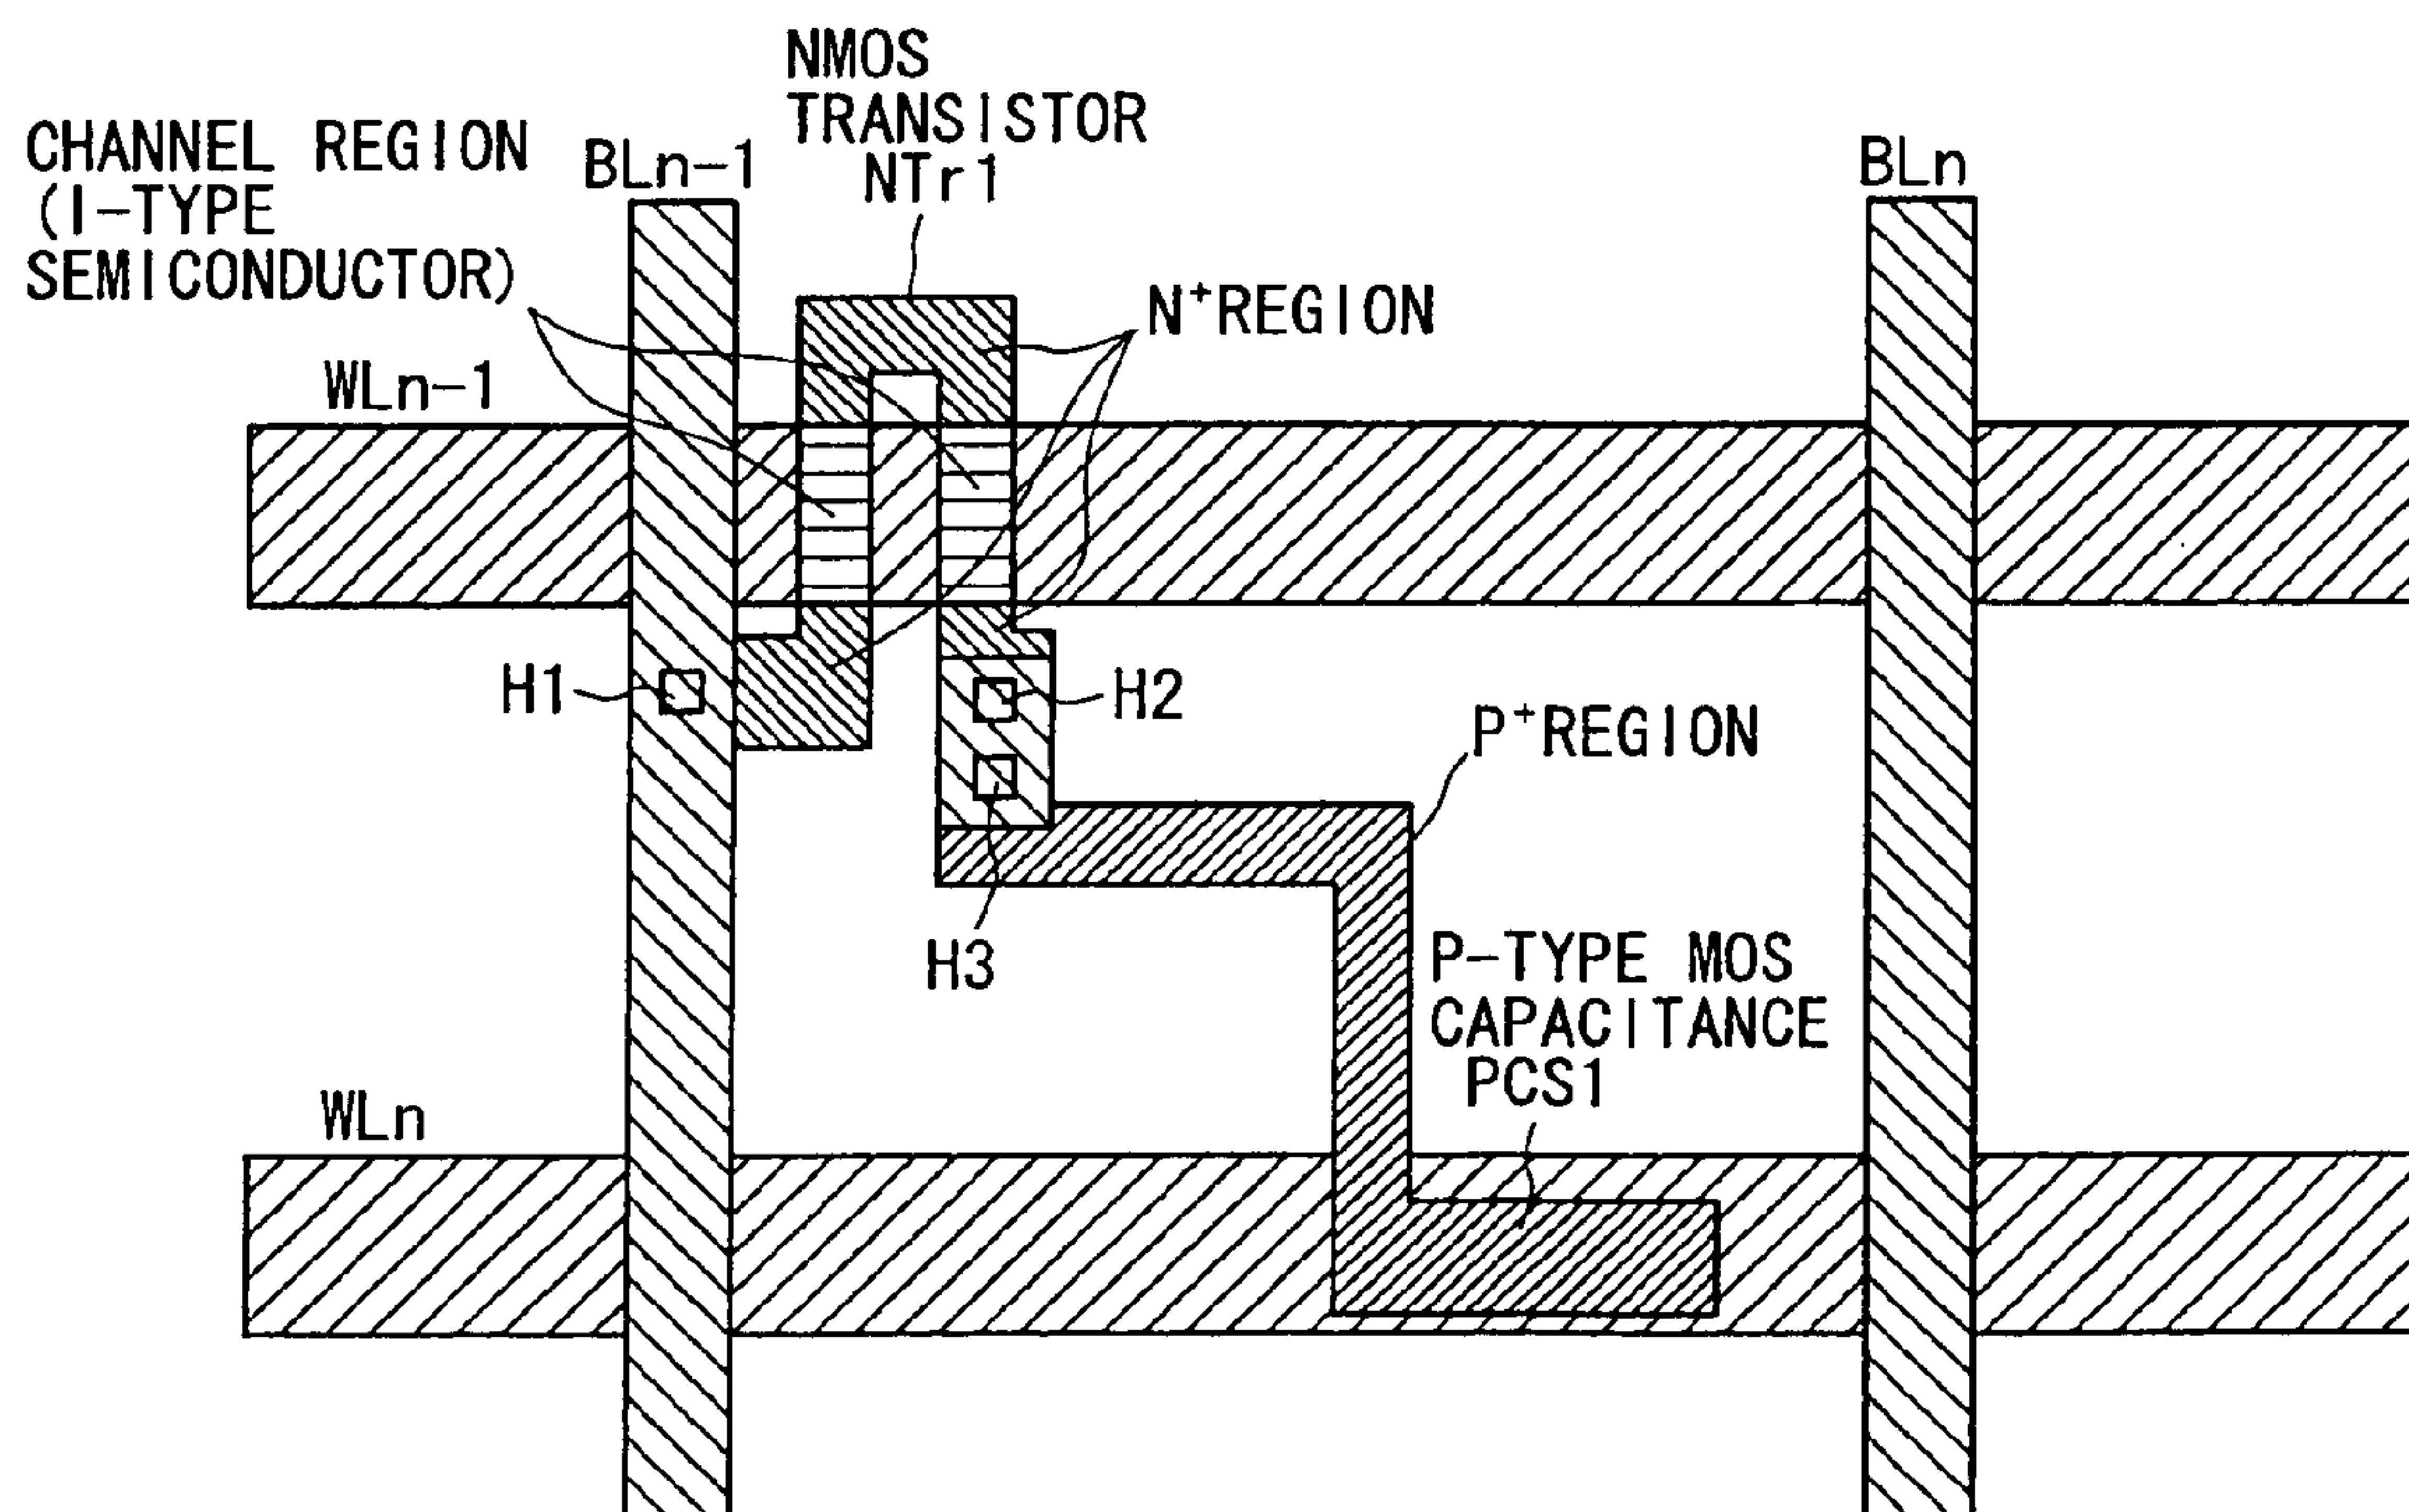 NMOS
TRANSISTOR
NTr1
CHANNEL REGION
(I-TYPE
SEMICONDUCTOR)
BLn-1
BLn
N+REGION
WLn-1
H1
H2
P+REGION
H3
P-TYPE MOS
CAPACITANCE
PCS1
WLn